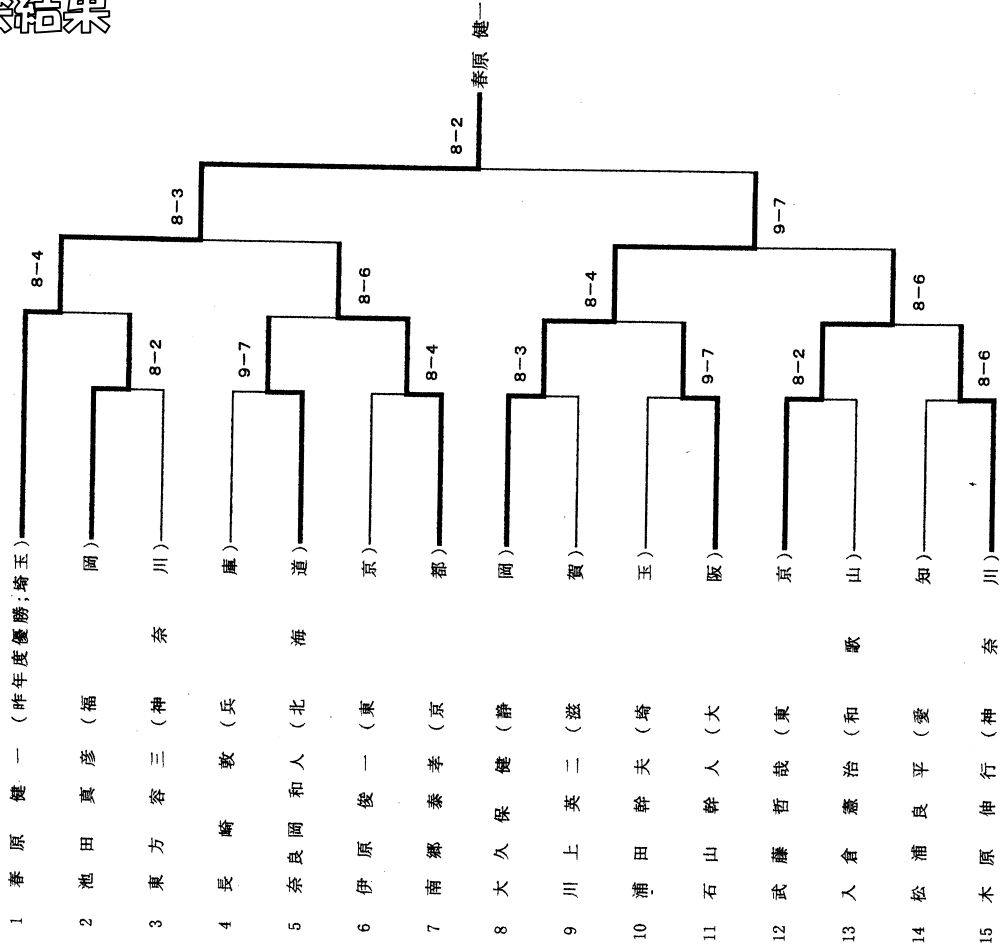 結果
春原 健一
8-2
8-3
9-7
8-4
8-6
8-4
8-6
8-2
9-7
8-4
8-3
9-7
8-2
8-6
1 春原 健一 (昨年度優勝;埼玉)
2 池田 真彦 (福岡)
3 東方 容三 (神奈川)
4 長崎 敦 (兵庫)
5 奈良岡 和人 (北海道)
6 伊原 俊一 (東京)
7 南郷 泰孝 (京都)
8 大久保 健 (静岡)
9 川上 英二 (滋賀)
10 浦田 幹夫 (埼玉)
11 石山 幹人 (大阪)
12 武藤 哲哉 (東京)
13 入倉 憲治 (和歌山)
14 松浦 良平 (愛知)
15 木原 伸行 (神奈川)